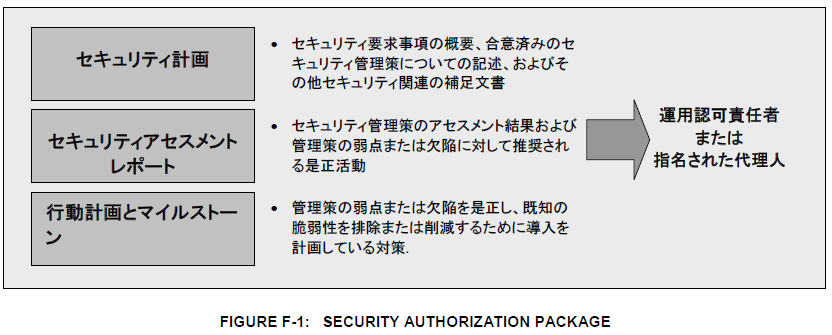 セキュリティ計画
• セキュリティ要求事項の概要、合意済みのセ
キュリティ管理策についての記述、およびそ
の他セキュリティ関連の補足文書
セキュリティアセスメント
レポート
• セキュリティ管理策のアセスメント結果および
管理策の弱点または欠陥に対して推奨され
る是正活動
行動計画とマイルストー
ン
• 管理策の弱点または欠陥を是正し、既知の
脆弱性を排除または削減するために導入を
計画している対策.
運用認可責任者
または
指名された代理人
FIGURE F-1: SECURITY AUTHORIZATION PACKAGE